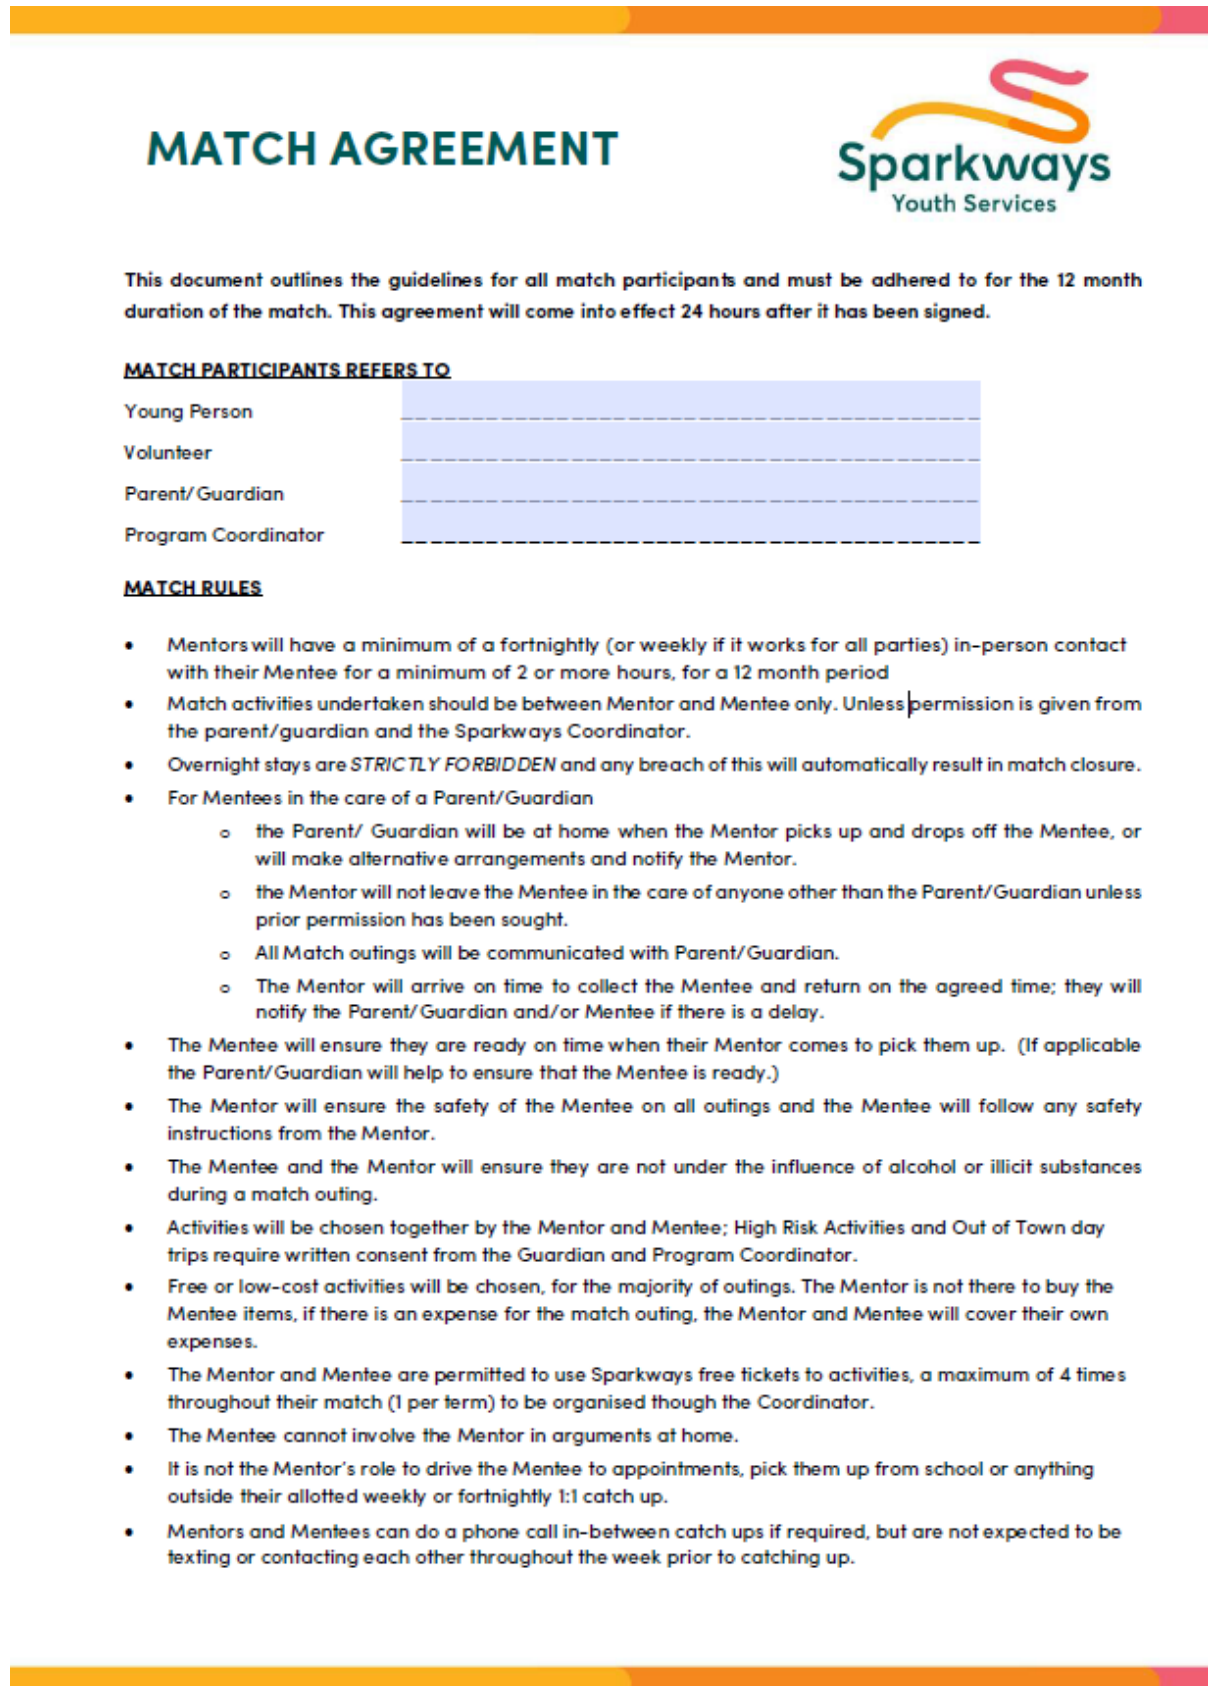 MATCH AGREEMENT
Sparkways
Youth Services
This document outlines the guidelines for all match participants and must be adhered to for the 12 month
duration of the match. This agreement will come into effect 24 hours after it has been signed.
MATCH PARTICIPANTS REFERS TO
Young Person
Volunteer
Parent/Guardian
Program Coordinator
MATCH RULES
• Mentors will have a minimum of a fortnightly (or weekly if it works for all parties) in-person contact
with their Mentee for a minimum of 2 or more hours, for a 12 month period
• Match activities undertaken should be between Mentor and Mentee only. Unless permission is given from
the parent/guardian and the Sparkways Coordinator.
• Overnight stays are STRICTLY FORBIDDEN and any breach of this will automatically result in match closure.
• For Mentees in the care of a Parent/Guardian
o the Parent/ Guardian will be at home when the Mentor picks up and drops off the Mentee, or
will make alternative arrangements and notify the Mentor.
o the Mentor will not leave the Mentee in the care of anyone other than the Parent/Guardian unless
prior permission has been sought.
o All Match outings will be communicated with Parent/Guardian.
o The Mentor will arrive on time to collect the Mentee and return on the agreed time; they will
notify the Parent/Guardian and/or Mentee if there is a delay.
• The Mentee will ensure they are ready on time when their Mentor comes to pick them up. (If applicable
the Parent/Guardian will help to ensure that the Mentee is ready.)
• The Mentor will ensure the safety of the Mentee on all outings and the Mentee will follow any safety
instructions from the Mentor.
• The Mentee and the Mentor will ensure they are not under the influence of alcohol or illicit substances
during a match outing.
• Activities will be chosen together by the Mentor and Mentee; High Risk Activities and Out of Town day
trips require written consent from the Guardian and Program Coordinator.
• Free or low-cost activities will be chosen, for the majority of outings. The Mentor is not there to buy the
Mentee items, if there is an expense for the match outing, the Mentor and Mentee will cover their own
expenses.
• The Mentor and Mentee are permitted to use Sparkways free tickets to activities, a maximum of 4 times
throughout their match (1 per term) to be organised though the Coordinator.
• The Mentee cannot involve the Mentor in arguments at home.
• It is not the Mentor's role to drive the Mentee to appointments, pick them up from school or anything
outside their allotted weekly or fortnightly 1:1 catch up.
• Mentors and Mentees can do a phone call in-between catch ups if required, but are not expected to be
texting or contacting each other throughout the week prior to catching up.